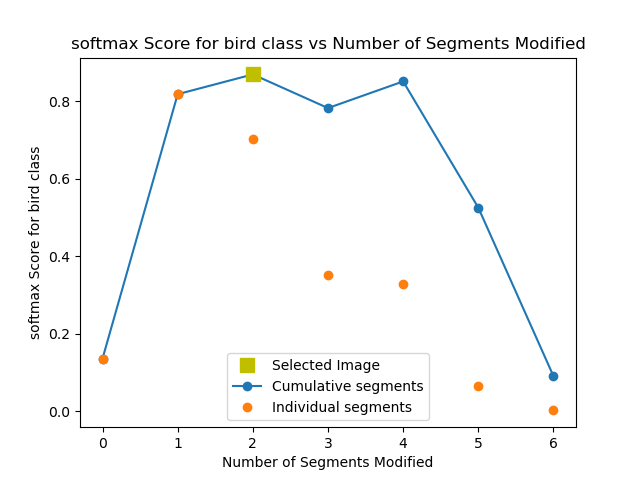 softmax Score for bird class vs Number of Segments Modified
softmax Score for bird class
0.8
0.6
0.4
0.2
0.0
Selected Image
Cumulative segments
Individual segments
0 1 2 3 4 5 6
Number of Segments Modified